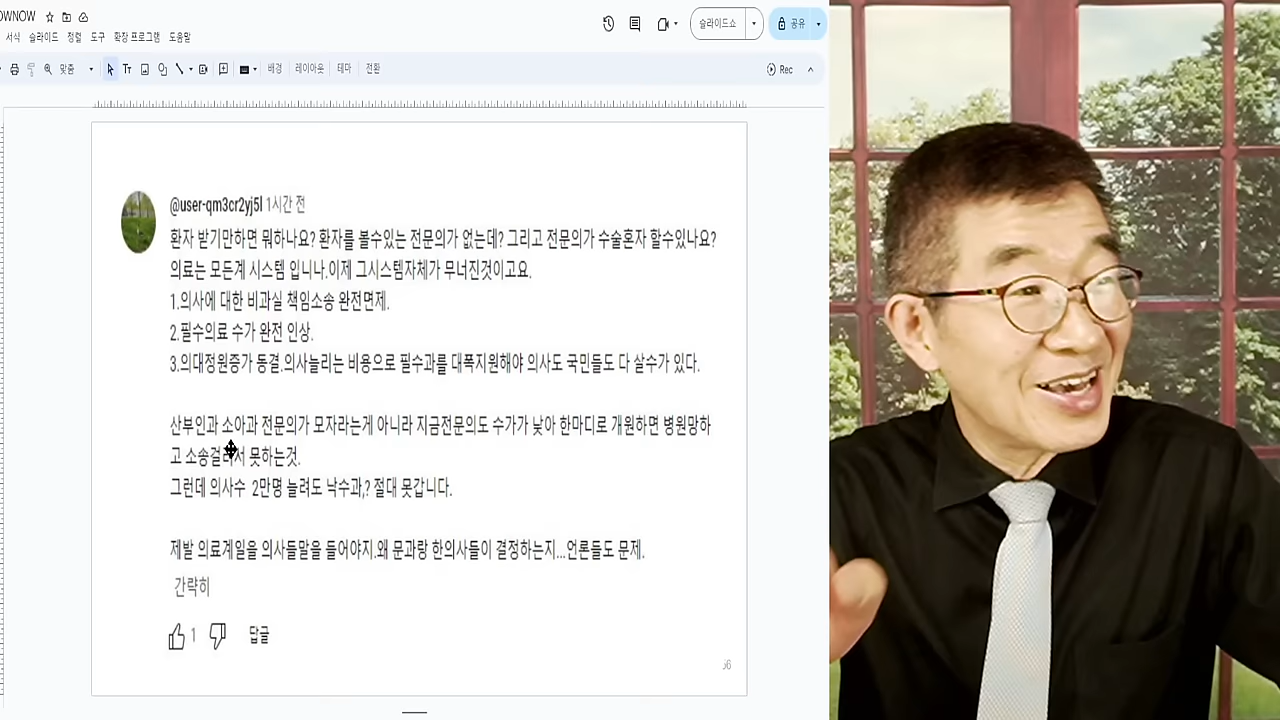 OWNOW
서식 슬라이드 정렬 도구 확장 프로그램 도움말
슬라이드쇼
공유
맞춤
Tт
배경 레이아웃 테마 전환
Rec
@user-qm3cr2yj5l 1시간 전
환자 받기만하면 뭐하나요? 환자를 볼수있는 전문의가 없는데? 그리고 전문의가 수술혼자 할수있나요?
의료는 모든계 시스템 입니나.이제 그시스템자체가 무너진것이고요.
1.의사에 대한 비과실 책임소송 완전면제.
2.필수의료 수가 완전 인상.
3.의대정원증가 동결.의사늘리는 비용으로 필수과를 대폭지원해야 의사도 국민들도 다 살수가 있다.
산부인과 소아과 전문의가 모자라는게 아니라 지금전문의도 수가가 낮아 한마디로 개원하면 병원망하
고 소송걸려서 못하는것.
그런데 의사수 2만명 늘려도 낙수과,? 절대 못갑니다.
제발 의료계일을 의사들말을 들어야지.왜 문과랑 한의사들이 결정하는지...언론들도 문제.
간략히
1
답글